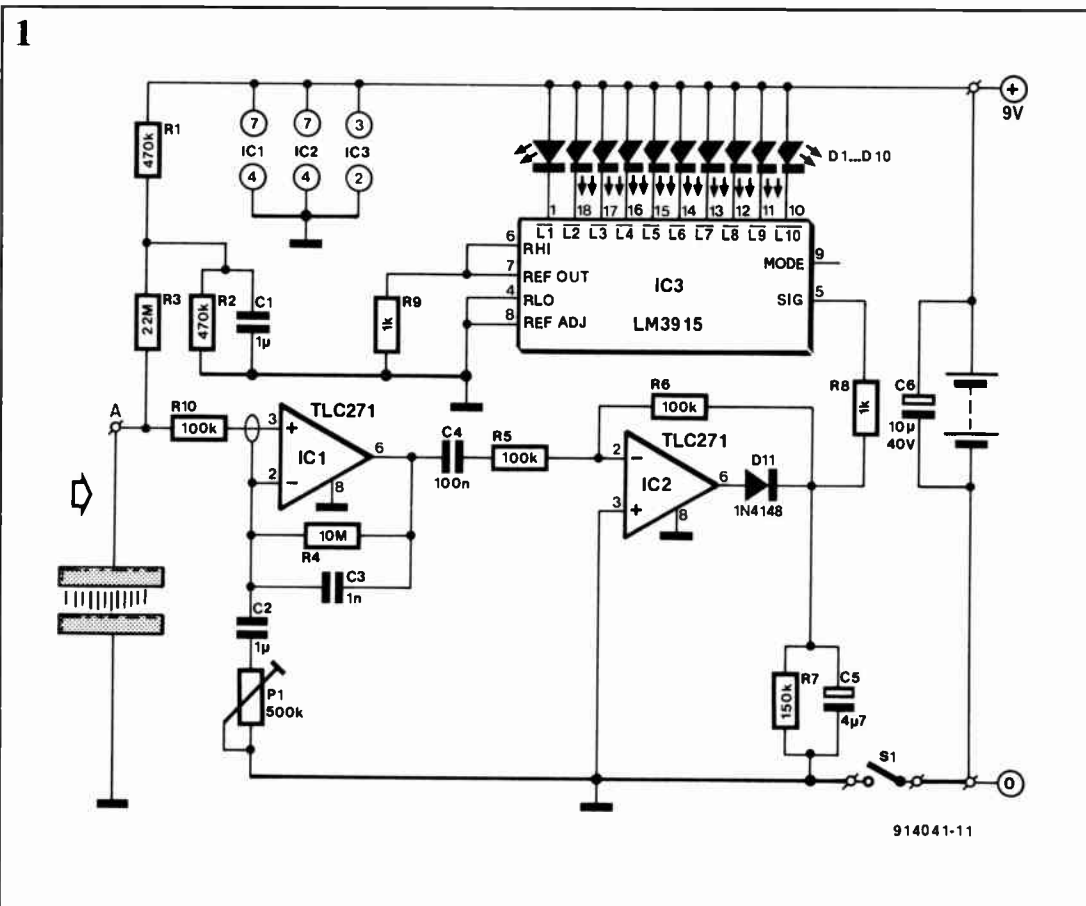 1
R1
470k
7
7
3
IC1
IC2
IC3
4
4
2
+
9V
D1...D10
1
18
17
16
15
14
13
12
11
10
L1
L2
L3
L4
L5
L6
L7
L8
L9
L10
6
RHI
7
REF OUT
4
RLO
8
REF ADJ
MODE
9
SIG
5
IC3
LM3915
R3
22M
R2
470k
C1
1µ
R9
1k
A
R10
100k
TLC271
3
+
2
−
IC1
6
8
C4
100n
R5
100k
R6
100k
TLC271
2
−
3
+
IC2
6
8
D11
1N4148
R8
1k
C6
10µ
40V
10M
R4
C3
1n
C2
1µ
P1
500k
R7
150k
C5
4µ7
S1
0
914041-11